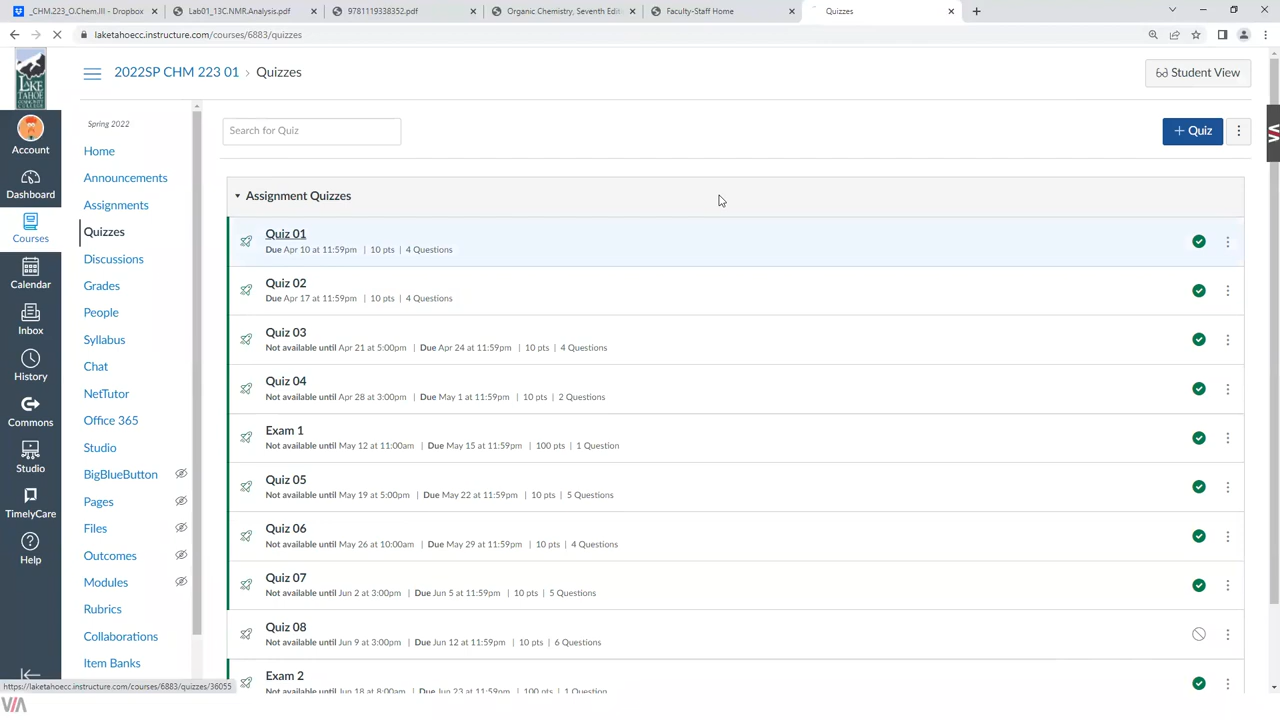 _CHM.223_O.Chem.III - Dropbox
Lab01_13C.NMR.Analysis.pdf
9781119338352.pdf
Organic Chemistry, Seventh Edit
Faculty-Staff Home
Quizzes
laketahoecc.instructure.com/courses/6883/quizzes
LAKE
TAHOE
2022SP CHM 223 01 › Quizzes
Student View
Account
Dashboard
Courses
Calendar
Inbox
History
Commons
Studio
TimelyCare
Help
Spring 2022
Home
Announcements
Assignments
Quizzes
Discussions
Grades
People
Syllabus
Chat
NetTutor
Office 365
Studio
BigBlueButton
Pages
Files
Outcomes
Modules
Rubrics
Collaborations
Item Banks
Search for Quiz
+ Quiz
Assignment Quizzes
Quiz 01
Due Apr 10 at 11:59pm | 10 pts | 4 Questions
Quiz 02
Due Apr 17 at 11:59pm | 10 pts | 4 Questions
Quiz 03
Not available until Apr 21 at 5:00pm | Due Apr 24 at 11:59pm | 10 pts | 4 Questions
Quiz 04
Not available until Apr 28 at 3:00pm | Due May 1 at 11:59pm | 10 pts | 2 Questions
Exam 1
Not available until May 12 at 11:00am | Due May 15 at 11:59pm | 100 pts | 1 Question
Quiz 05
Not available until May 19 at 5:00pm | Due May 22 at 11:59pm | 10 pts | 5 Questions
Quiz 06
Not available until May 26 at 10:00am | Due May 29 at 11:59pm | 10 pts | 4 Questions
Quiz 07
Not available until Jun 2 at 3:00pm | Due Jun 5 at 11:59pm | 10 pts | 5 Questions
Quiz 08
Not available until Jun 9 at 3:00pm | Due Jun 12 at 11:59pm | 10 pts | 6 Questions
Exam 2
Not available until Jun 18 at 8:00am | Due Jun 23 at 11:59pm | 100 pts | 1 Question
https://laketahoecc.instructure.com/courses/6883/quizzes/36055
VIA